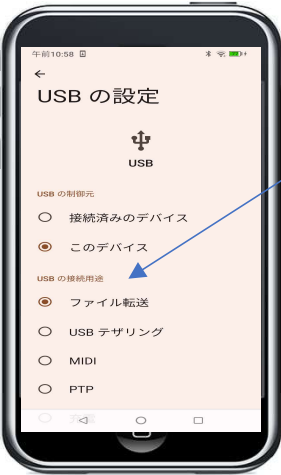 午前10:58
USB の設定
USB
USB の制御元
接続済みのデバイス
このデバイス
USB の接続用途
ファイル転送
USB テザリング
MIDI
PTP